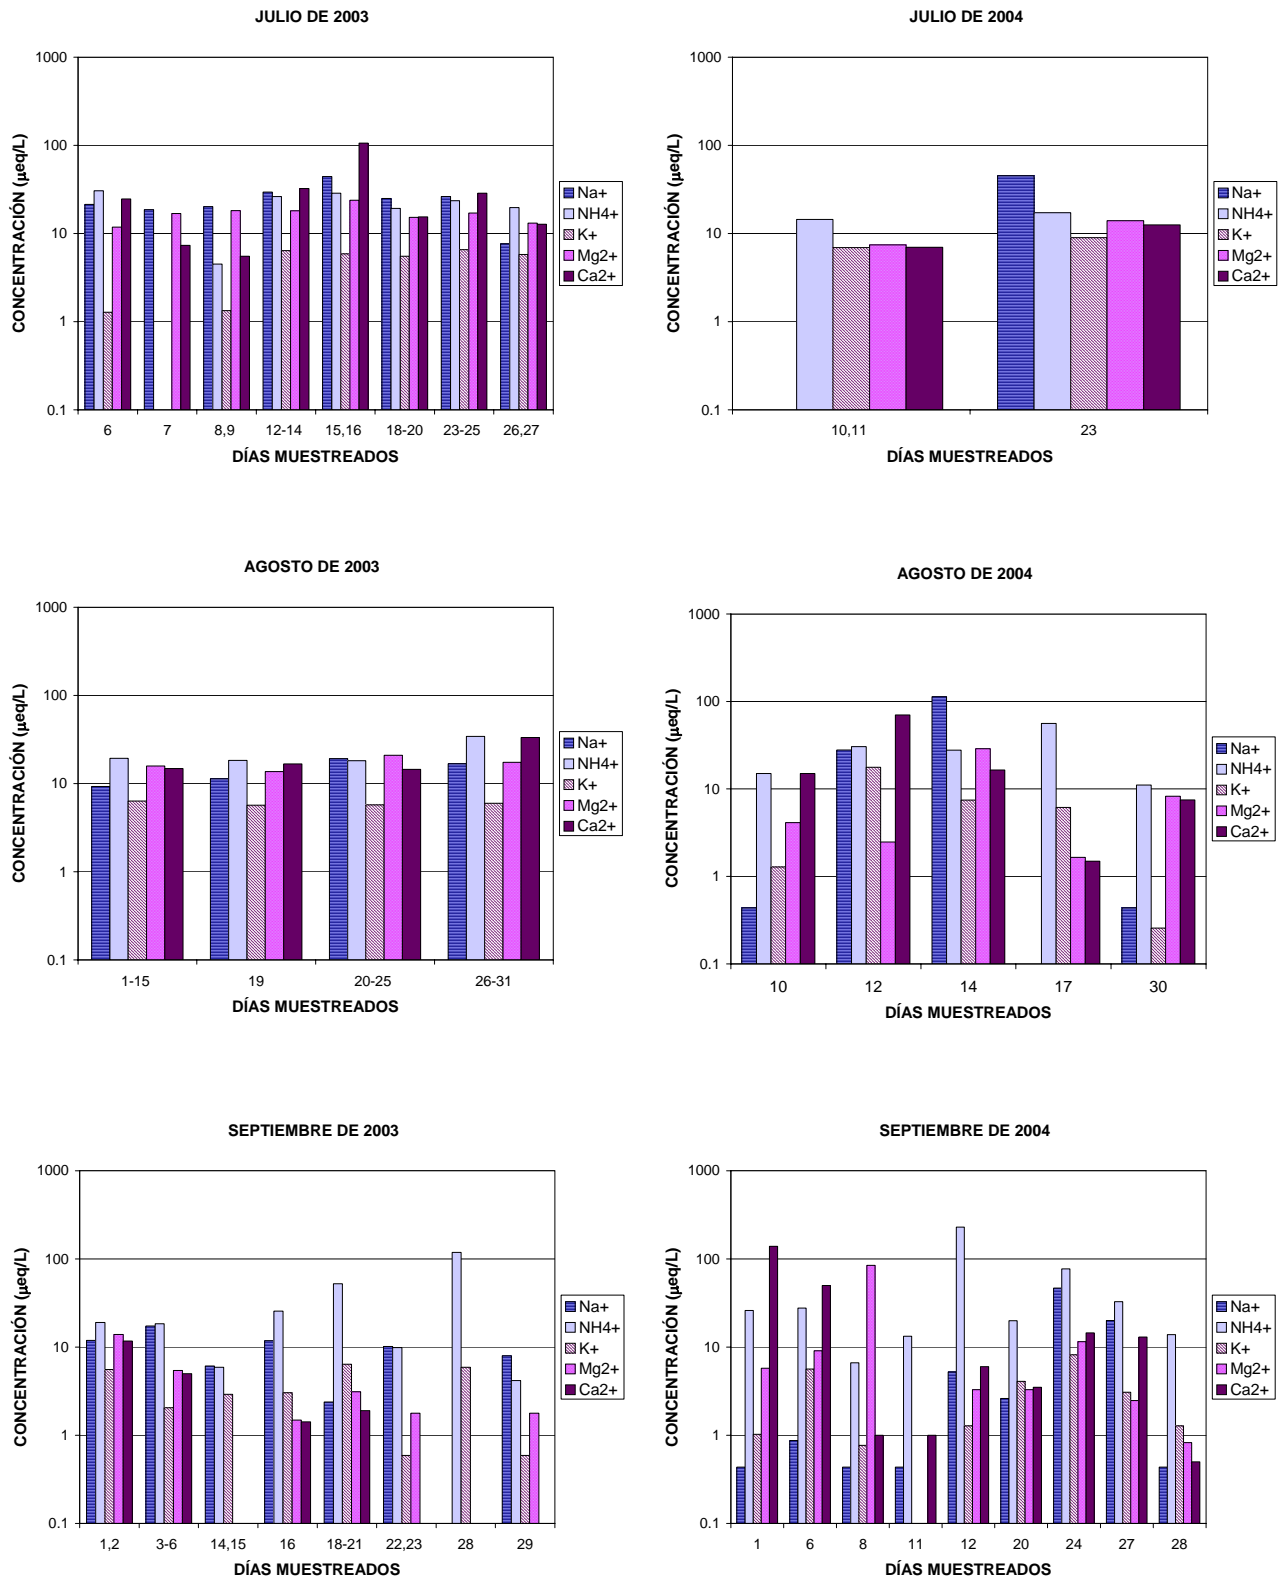 JULIO DE 2003
CONCENTRACIÓN (µeq/L)
1000
100
10
1
0.1
6 7 8,9 12-14 15,16 18-20 23-25 26,27
DÍAS MUESTREADOS
Na+
NH4+
K+
Mg2+
Ca2+
JULIO DE 2004
CONCENTRACIÓN (µeq/L)
1000
100
10
1
0.1
10,11 23
DÍAS MUESTREADOS
Na+
NH4+
K+
Mg2+
Ca2+
AGOSTO DE 2003
CONCENTRACIÓN (µeq/L)
1000
100
10
1
0.1
1-15 19 20-25 26-31
DÍAS MUESTREADOS
Na+
NH4+
K+
Mg2+
Ca2+
AGOSTO DE 2004
CONCENTRACIÓN (µeq/L)
1000
100
10
1
0.1
10 12 14 17 30
DÍAS MUESTREADOS
Na+
NH4+
K+
Mg2+
Ca2+
SEPTIEMBRE DE 2003
CONCENTRACIÓN (µeq/L)
1000
100
10
1
0.1
1,2 3-6 14,15 16 18-21 22,23 28 29
DÍAS MUESTREADOS
Na+
NH4+
K+
Mg2+
Ca2+
SEPTIEMBRE DE 2004
CONCENTRACIÓN (µeq/L)
1000
100
10
1
0.1
1 6 8 11 12 20 24 27 28
DÍAS MUESTREADOS
Na+
NH4+
K+
Mg2+
Ca2+